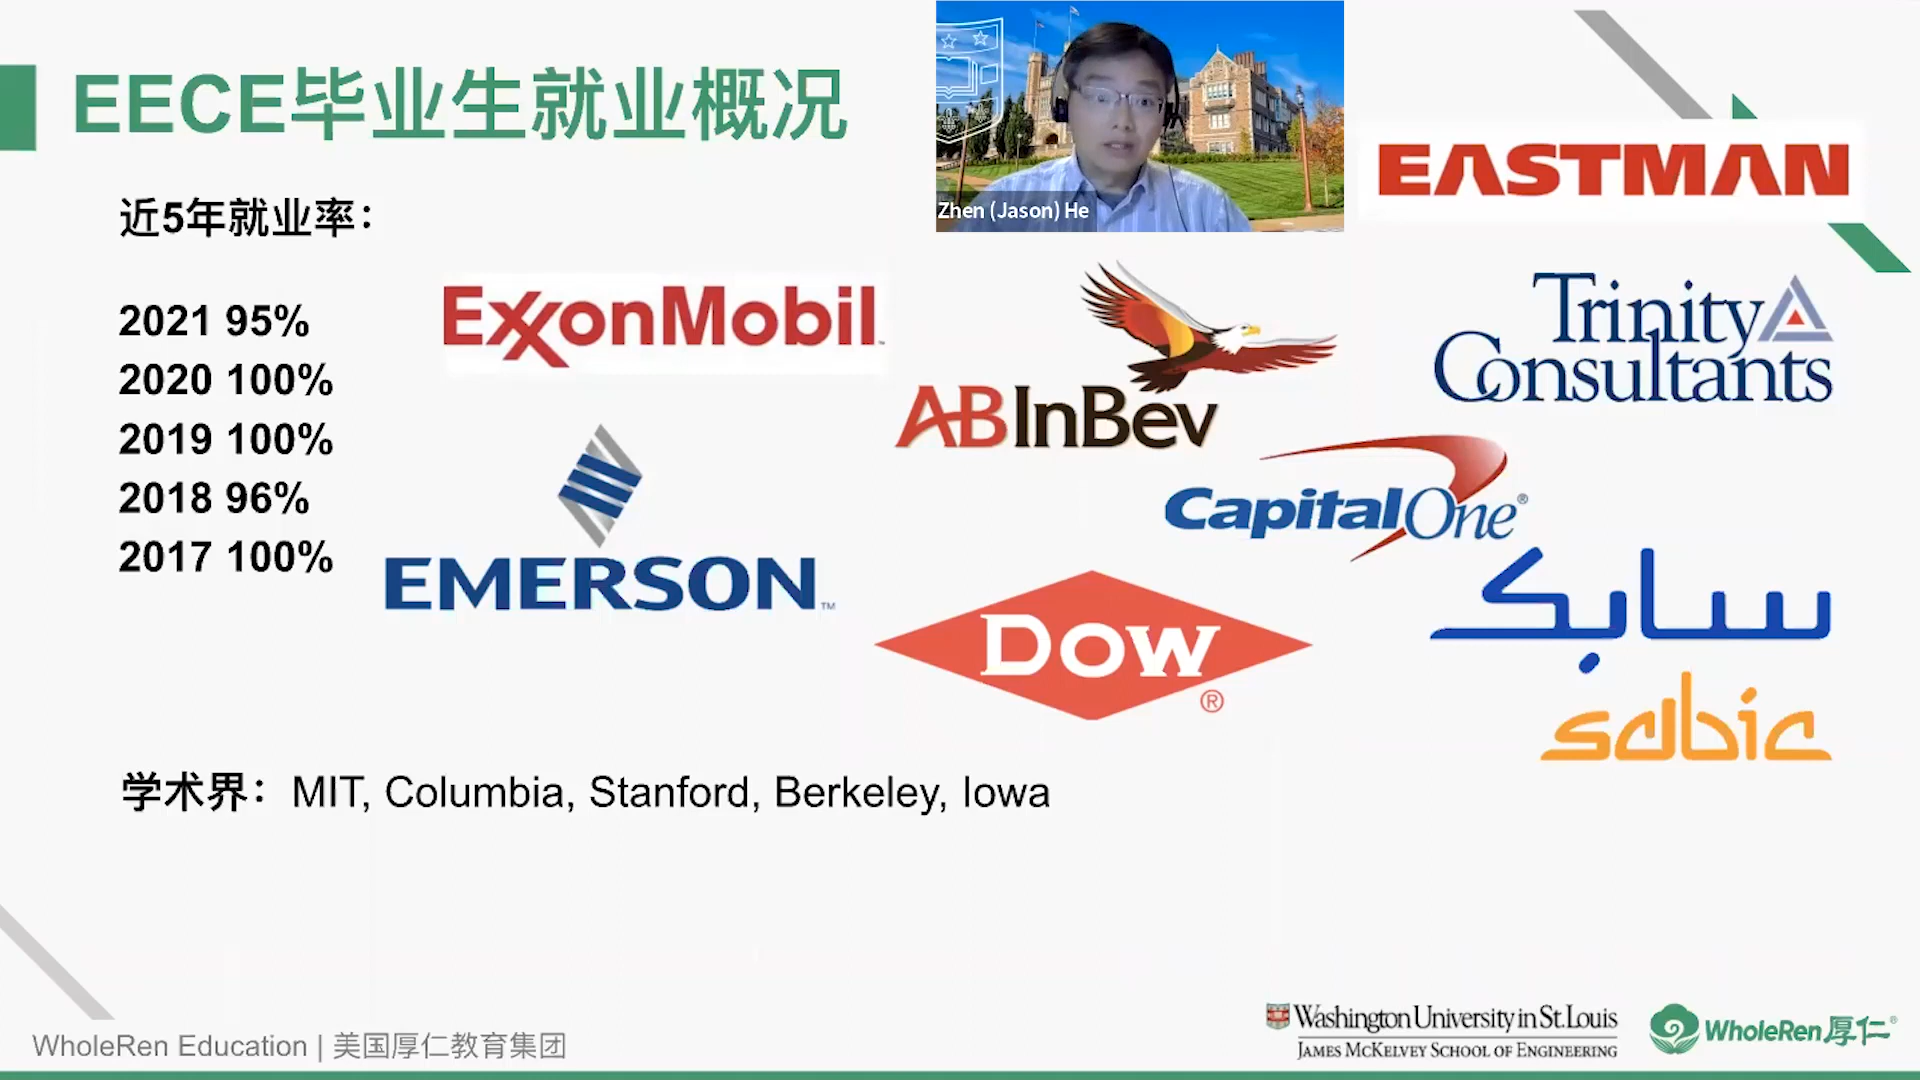 EECE毕业生就业概况
Zhen (Jason) He
EASTMAN
近5年就业率：
2021 95%
2020 100%
2019 100%
2018 96%
2017 100%
ExxonMobil
ABInBev
Trinity
Consultants
EMERSON™
CapitalOne®
DOW
®
سابك
sabic
学术界：MIT, Columbia, Stanford, Berkeley, Iowa
WholeRen Education | 美国厚仁教育集团
Washington University in St. Louis
JAMES MCKELVEY SCHOOL OF ENGINEERING
WholeRen厚仁®